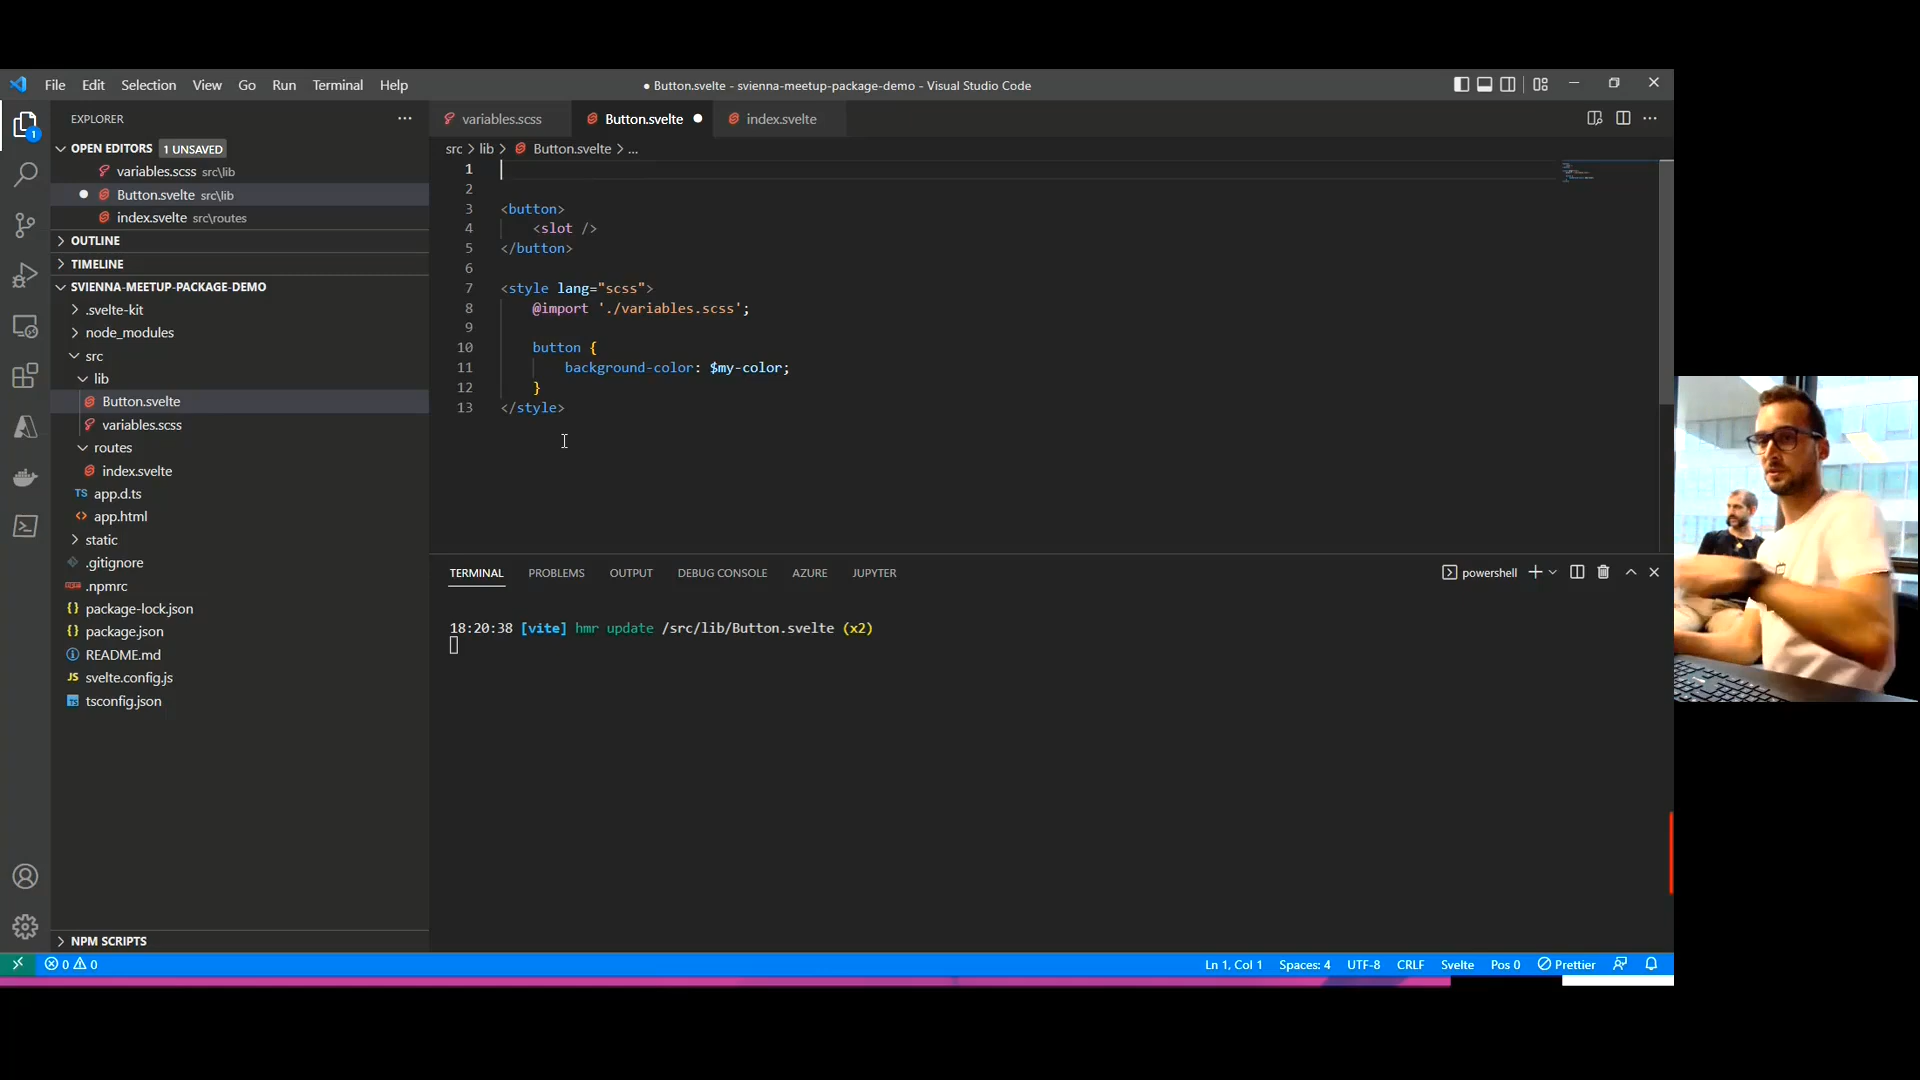 File Edit Selection View Go Run Terminal Help
● Button.svelte - svienna-meetup-package-demo - Visual Studio Code
EXPLORER
OPEN EDITORS 1 UNSAVED
variables.scss src\lib
Button.svelte src\lib
index.svelte src\routes
OUTLINE
TIMELINE
SVIENNA-MEETUP-PACKAGE-DEMO
.svelte-kit
node_modules
src
lib
Button.svelte
variables.scss
routes
index.svelte
TS app.d.ts
<> app.html
static
.gitignore
.npmrc
{} package-lock.json
{} package.json
README.md
JS svelte.config.js
tsconfig.json
NPM SCRIPTS
1
variables.scss Button.svelte index.svelte
src > lib > Button.svelte > ...
1
2
3 <button>
4 <slot />
5 </button>
6
7 <style lang="scss">
8 @import './variables.scss';
9
10 button {
11 background-color: $my-color;
12 }
13 </style>
TERMINAL PROBLEMS OUTPUT DEBUG CONSOLE AZURE JUPYTER
powershell
18:20:38 [vite] hmr update /src/lib/Button.svelte (x2)
0 0
Ln 1, Col 1 Spaces: 4 UTF-8 CRLF Svelte Pos 0 Prettier